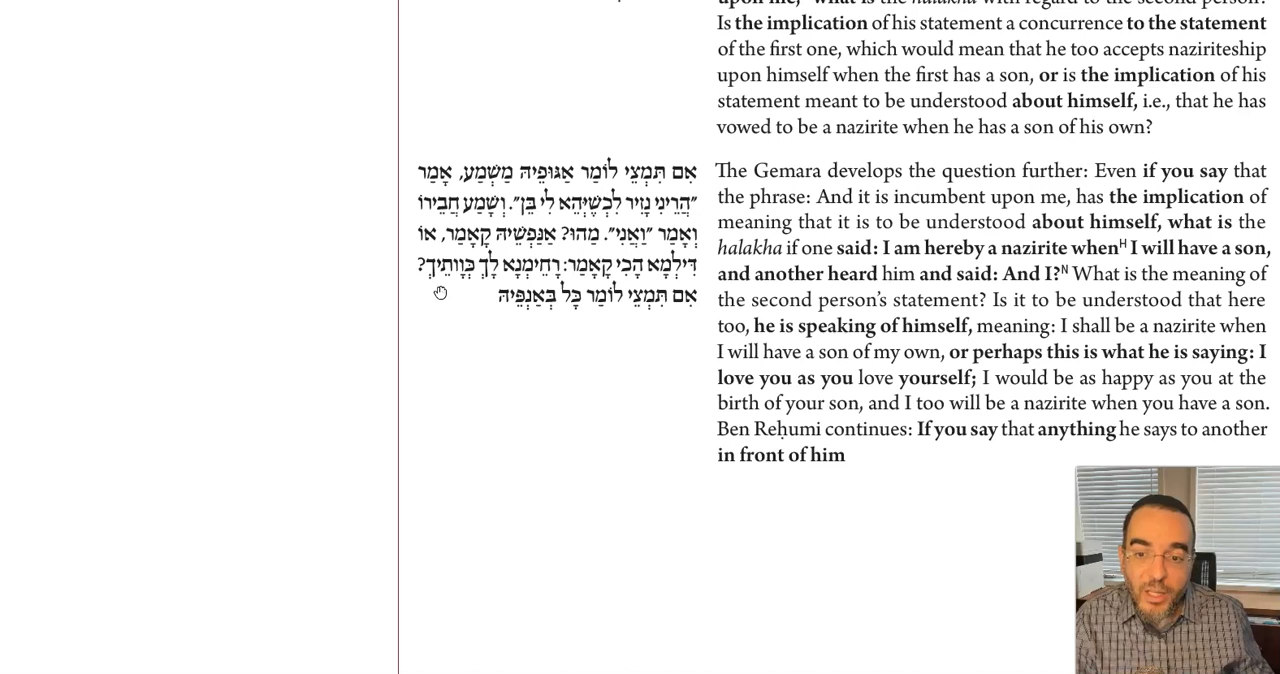 upon me," what is the halakha with regard to the second person?
Is the implication of his statement a concurrence to the statement
of the first one, which would mean that he too accepts naziriteship
upon himself when the first has a son, or is the implication of his
statement meant to be understood about himself, i.e., that he has
vowed to be a nazirite when he has a son of his own?
אִם תִּמְצֵי לוֹמַר אַגּוּפֵיהּ מַשְׁמַע, אָמַר
״הֲרֵינִי נָזִיר לִכְשֶׁיְּהֵא לִי בֵּן״. וְשָׁמַע חֲבֵירוֹ
וְאָמַר ״וַאֲנִי״. מַהוּ? אַנַּפְשֵׁיהּ קָאָמַר, אוֹ
דִּילְמָא הָכִי קָאָמַר: רָחֵימְנָא לָךְ כְּוָותֵיךְ?
אִם תִּמְצֵי לוֹמַר כׇּל בְּאַנְפֵּיהּ
The Gemara develops the question further: Even if you say that
the phrase: And it is incumbent upon me, has the implication of
meaning that it is to be understood about himself, what is the
halakha if one said: I am hereby a nazirite whenH I will have a son,
and another heard him and said: And I?N What is the meaning of
the second person's statement? Is it to be understood that here
too, he is speaking of himself, meaning: I shall be a nazirite when
I will have a son of my own, or perhaps this is what he is saying: I
love you as you love yourself; I would be as happy as you at the
birth of your son, and I too will be a nazirite when you have a son.
Ben Reḥumi continues: If you say that anything he says to another
in front of him